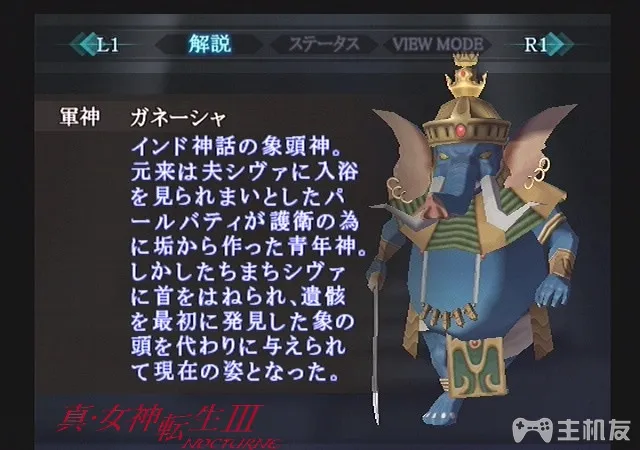 L1 解説 ステータス VIEW MODE R1
軍神 ガネーシャ
インド神話の象頭神。
元来は夫シヴァに入浴
を見られまいとしたパ
ールバティが護衛の為
に垢から作った青年神。
しかしたちまちシヴァ
に首をはねられ、遺骸
を最初に発見した象の
頭を代わりに与えられ
て現在の姿となった。
真・女神転生III
NOCTURNE
主机友